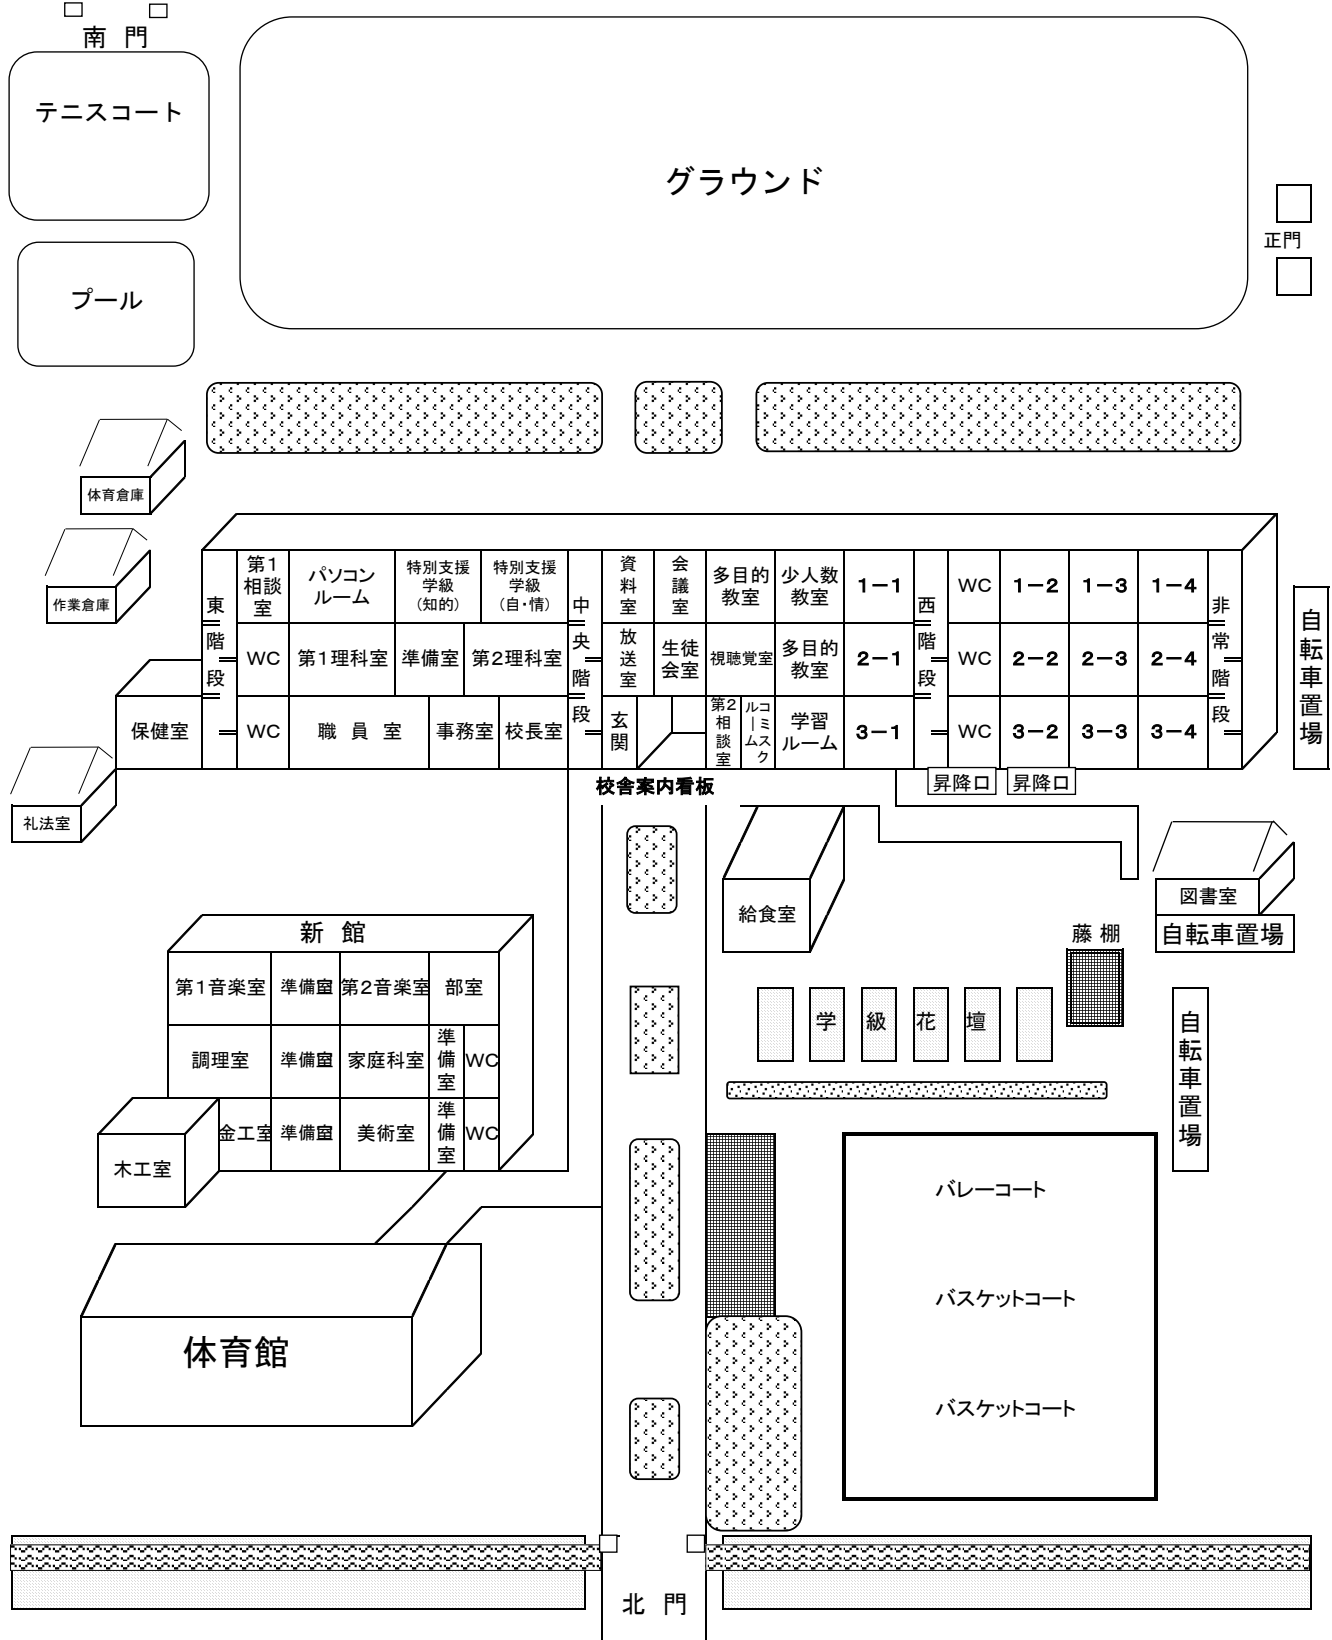 南 門
テニスコート
グラウンド
正門
プール
体育倉庫
作業倉庫
東階段
第1
相談
室
パソコン
ルーム
特別支援
学級
（知的）
特別支援
学級
（自・情）
中央階段
資料室
会議室
多目的
教室
少人数
教室
1－1
西階段
WC
1－2
1－3
1－4
非常階段
自転車置場
WC
第1理科室
準備室
第2理科室
放送室
生徒
会室
視聴覚室
多目的
教室
2－1
WC
2－2
2－3
2－4
保健室
WC
職 員 室
事務室
校長室
玄関
第2
相
談
室
コミスク
ルーム
学習
ルーム
3－1
WC
3－2
3－3
3－4
校舎案内看板
昇降口
昇降口
礼法室
給食室
図書室
自転車置場
藤 棚
新 館
第1音楽室
準備室
第2音楽室
部室
学 級 花 壇
自転車置場
調理室
準備室
家庭科室
準備室
WC
木工室
金工室
準備室
美術室
準備室
WC
バレーコート
バスケットコート
バスケットコート
体育館
北 門